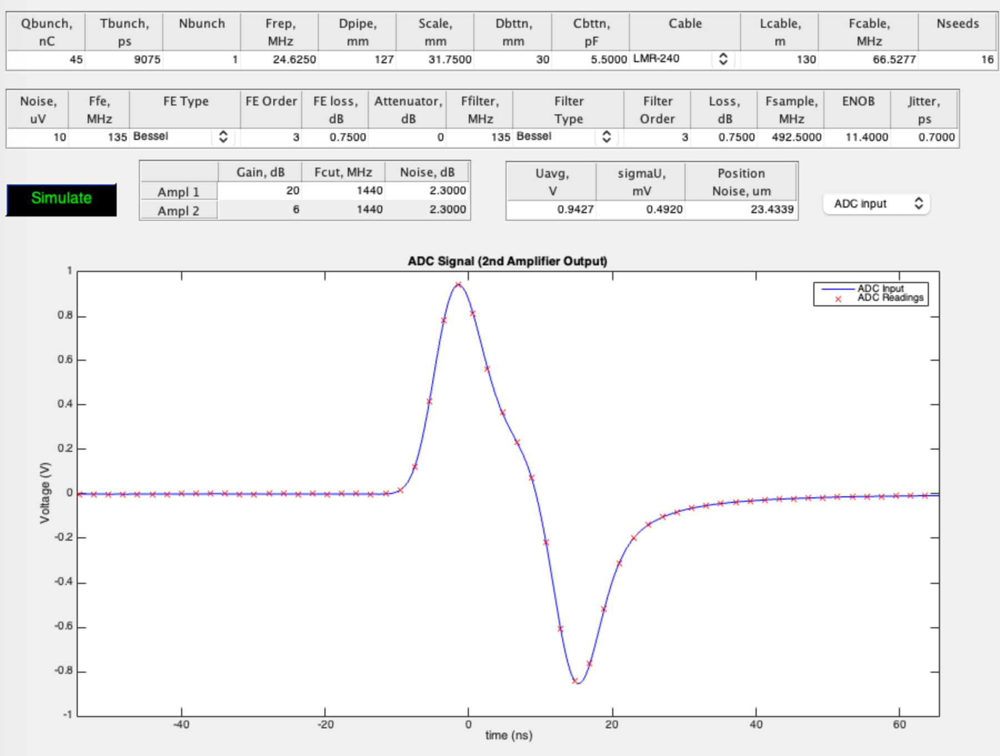 Qbunch, Tbunch, Nbunch Frep, Dpipe, Scale, Dbttn, Cbttn, Cable Lcable, Fcable, Nseeds
nC ps MHz mm mm mm pF m MHz
45 9075 1 24.6250 127 31.7500 30 5.5000 LMR-240 130 66.5277 16
Noise, Ffe, FE Type FE Order FE loss, Attenuator, Ffilter, Filter Filter Loss, Fsample, ENOB Jitter,
uV MHz dB dB MHz Type Order dB MHz ps
10 135 Bessel 3 0.7500 0 135 Bessel 3 0.7500 492.5000 11.4000 0.7000
Simulate
Gain, dB Fcut, MHz Noise, dB
Ampl 1 20 1440 2.3000
Ampl 2 6 1440 2.3000
Uavg, sigmaU, Position
V mV Noise, um
0.9427 0.4920 23.4339
ADC input
ADC Signal (2nd Amplifier Output)
ADC Input
ADC Readings
1
0.8
0.6
0.4
0.2
0
-0.2
-0.4
-0.6
-0.8
-1
Voltage (V)
-40 -20 0 20 40 60
time (ns)